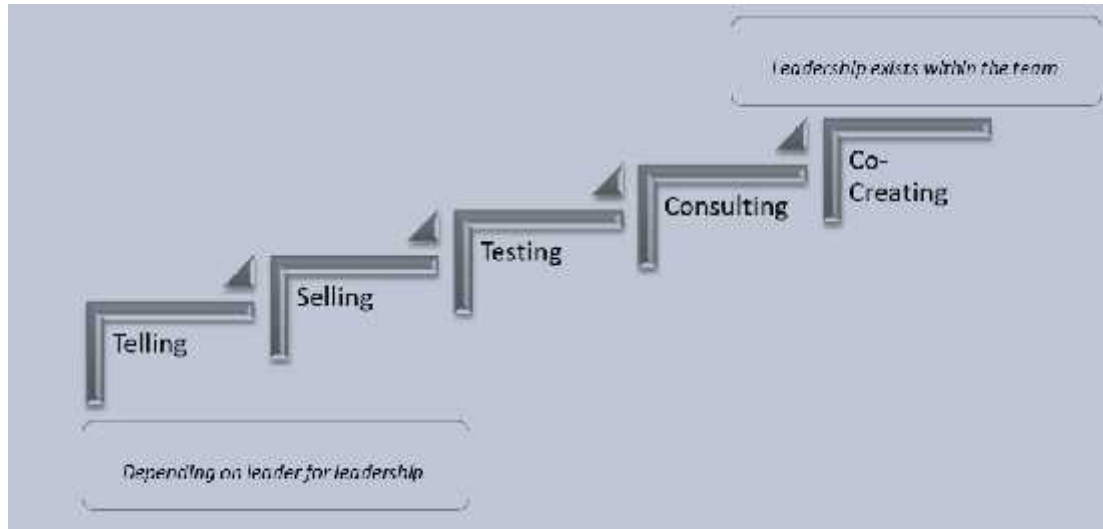 Leadership exists within the team
Co-
Creating
Consulting
Testing
Selling
Telling
Depending on leader for leadership